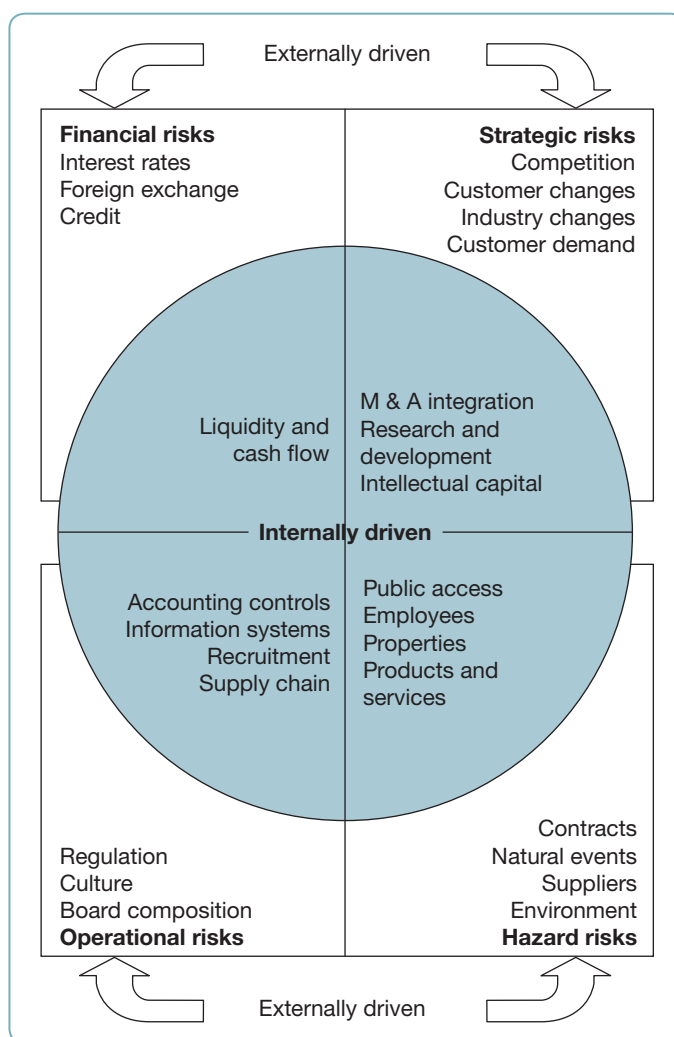 Externally driven
Financial risks
Interest rates
Foreign exchange
Credit
Strategic risks
Competition
Customer changes
Industry changes
Customer demand
Liquidity and
cash flow
M & A integration
Research and
development
Intellectual capital
Internally driven
Accounting controls
Information systems
Recruitment
Supply chain
Public access
Employees
Properties
Products and
services
Regulation
Culture
Board composition
Operational risks
Contracts
Natural events
Suppliers
Environment
Hazard risks
Externally driven